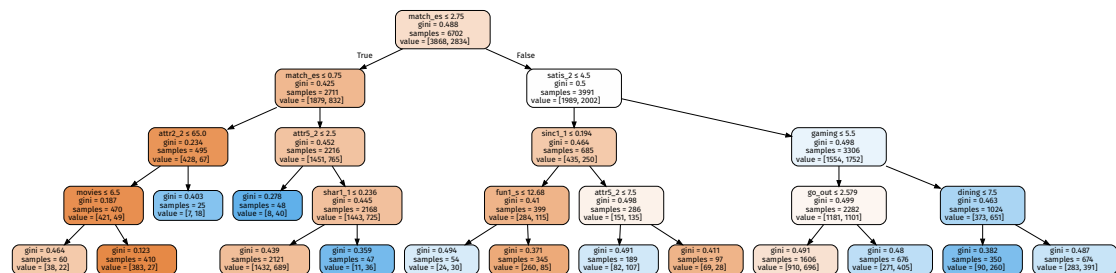 match_es ≤ 2.75
gini = 0.488
samples = 6702
value = [3868, 2834]
True
False
match_es ≤ 0.75
gini = 0.425
samples = 2711
value = [1879, 832]
satis_2 ≤ 4.5
gini = 0.5
samples = 3991
value = [1989, 2002]
attr2_2 ≤ 65.0
gini = 0.234
samples = 495
value = [428, 67]
attr5_2 ≤ 2.5
gini = 0.452
samples = 2216
value = [1451, 765]
sinc1_1 ≤ 0.194
gini = 0.464
samples = 685
value = [435, 250]
gaming ≤ 5.5
gini = 0.498
samples = 3306
value = [1554, 1752]
movies ≤ 6.5
gini = 0.187
samples = 470
value = [421, 49]
gini = 0.403
samples = 25
value = [7, 18]
gini = 0.278
samples = 48
value = [8, 40]
shar1_1 ≤ 0.236
gini = 0.445
samples = 2168
value = [1443, 725]
fun1_s ≤ 12.68
gini = 0.41
samples = 399
value = [284, 115]
attr5_2 ≤ 7.5
gini = 0.498
samples = 286
value = [151, 135]
go_out ≤ 2.579
gini = 0.499
samples = 2282
value = [1181, 1101]
dining ≤ 7.5
gini = 0.463
samples = 1024
value = [373, 651]
gini = 0.464
samples = 60
value = [38, 22]
gini = 0.123
samples = 410
value = [383, 27]
gini = 0.439
samples = 2121
value = [1432, 689]
gini = 0.359
samples = 47
value = [11, 36]
gini = 0.494
samples = 54
value = [24, 30]
gini = 0.371
samples = 345
value = [260, 85]
gini = 0.491
samples = 189
value = [82, 107]
gini = 0.411
samples = 97
value = [69, 28]
gini = 0.491
samples = 1606
value = [910, 696]
gini = 0.48
samples = 676
value = [271, 405]
gini = 0.382
samples = 350
value = [90, 260]
gini = 0.487
samples = 674
value = [283, 391]